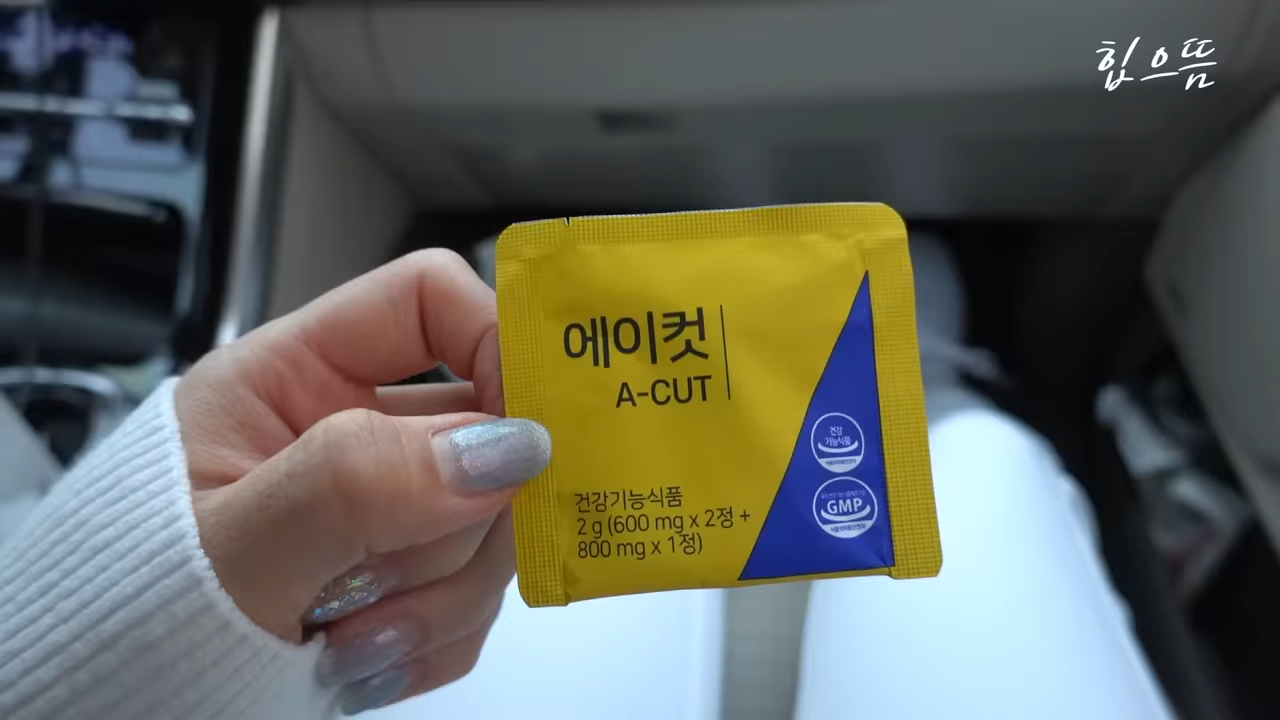 힙으뜸
에이컷
A-CUT
건강기능식품
2 g (600 mg x 2정 +
800 mg x 1정)
건강
기능식품
GMP